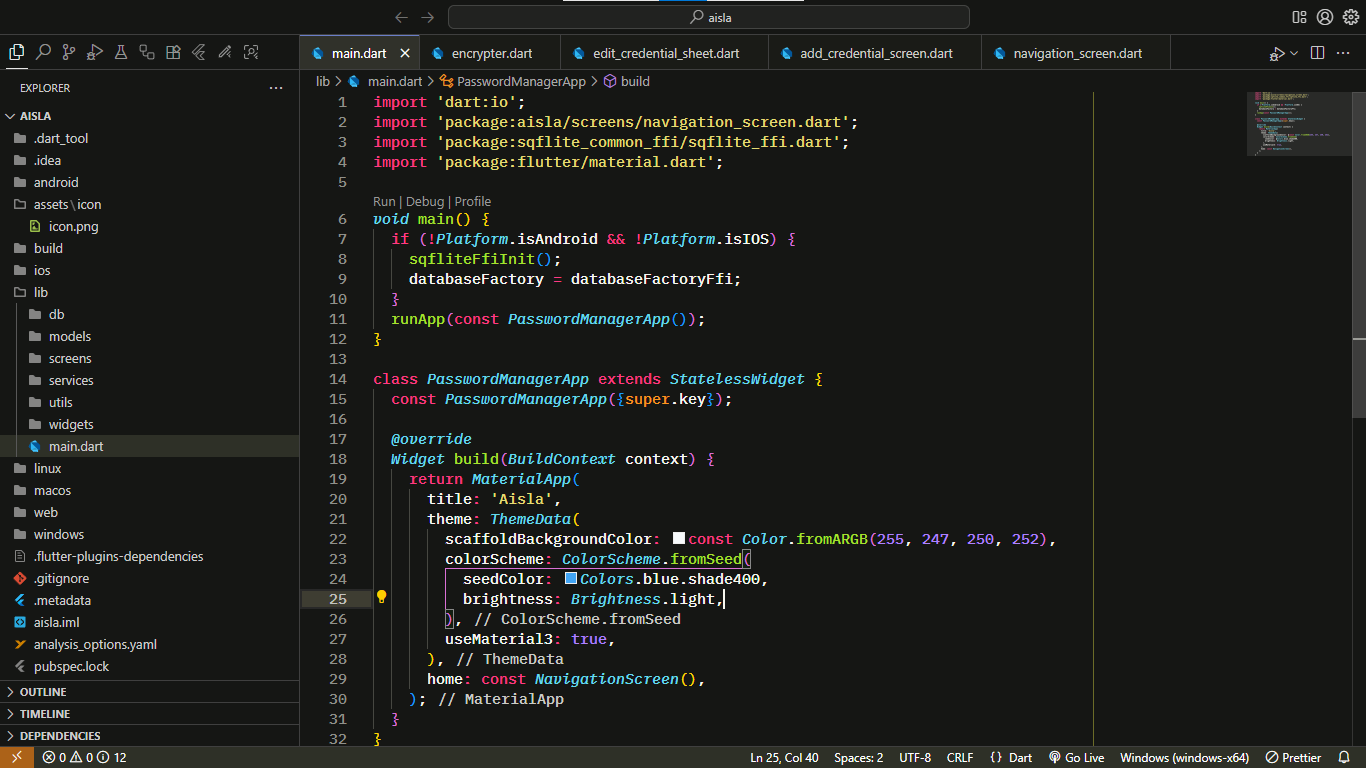 aisla
main.dart
encrypter.dart
edit_credential_sheet.dart
add_credential_screen.dart
navigation_screen.dart
EXPLORER
AISLA
.dart_tool
.idea
android
assets\icon
icon.png
build
ios
lib
db
models
screens
services
utils
widgets
main.dart
linux
macos
web
windows
.flutter-plugins-dependencies
.gitignore
.metadata
aisla.iml
analysis_options.yaml
pubspec.lock
OUTLINE
TIMELINE
DEPENDENCIES
lib > main.dart > PasswordManagerApp > build
1 import 'dart:io';
2 import 'package:aisla/screens/navigation_screen.dart';
3 import 'package:sqflite_common_ffi/sqflite_ffi.dart';
4 import 'package:flutter/material.dart';
5
Run | Debug | Profile
6 void main() {
7   if (!Platform.isAndroid && !Platform.isIOS) {
8     sqfliteFfiInit();
9     databaseFactory = databaseFactoryFfi;
10   }
11   runApp(const PasswordManagerApp());
12 }
13
14 class PasswordManagerApp extends StatelessWidget {
15   const PasswordManagerApp({super.key});
16
17   @override
18   Widget build(BuildContext context) {
19     return MaterialApp(
20       title: 'Aisla',
21       theme: ThemeData(
22         scaffoldBackgroundColor: const Color.fromARGB(255, 247, 250, 252),
23         colorScheme: ColorScheme.fromSeed(
24           seedColor: Colors.blue.shade400,
25           brightness: Brightness.light,
26         ), // ColorScheme.fromSeed
27         useMaterial3: true,
28       ), // ThemeData
29       home: const NavigationScreen(),
30     ); // MaterialApp
31   }
32 }
0 0 12
Ln 25, Col 40
Spaces: 2
UTF-8
CRLF
{} Dart
Go Live
Windows (windows-x64)
Prettier